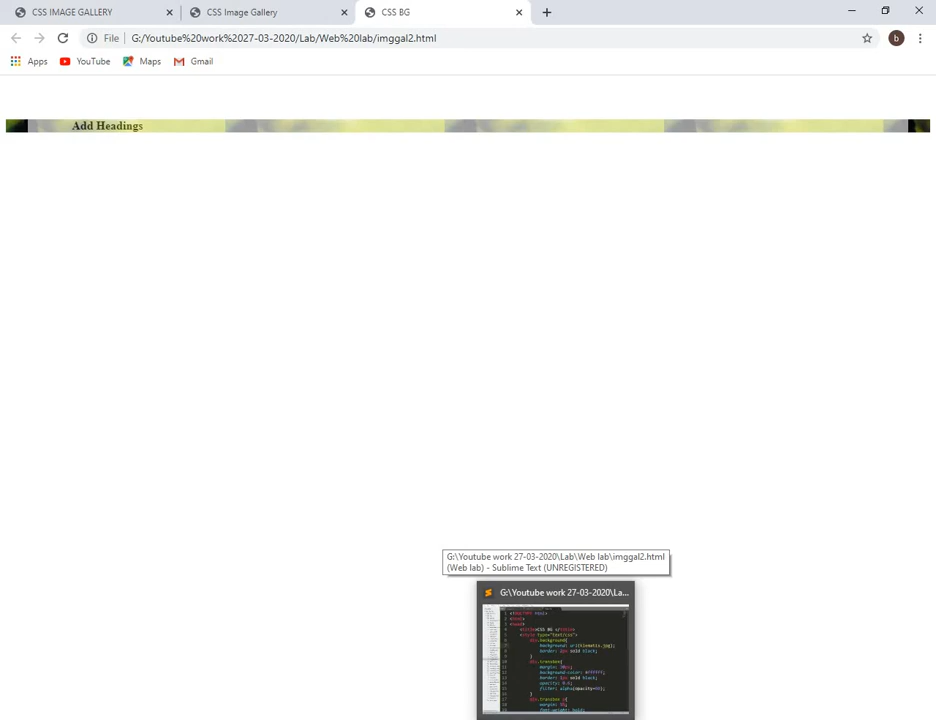 CSS IMAGE GALLERY
CSS Image Gallery
CSS BG
File
G:/Youtube%20work%2027-03-2020/Lab/Web%20lab/imggal2.html
b
Apps
YouTube
Maps
Gmail
Add Headings
G:\Youtube work 27-03-2020\Lab\Web lab\imggal2.html
(Web lab) - Sublime Text (UNREGISTERED)
G:\Youtube work 27-03-2020\La...